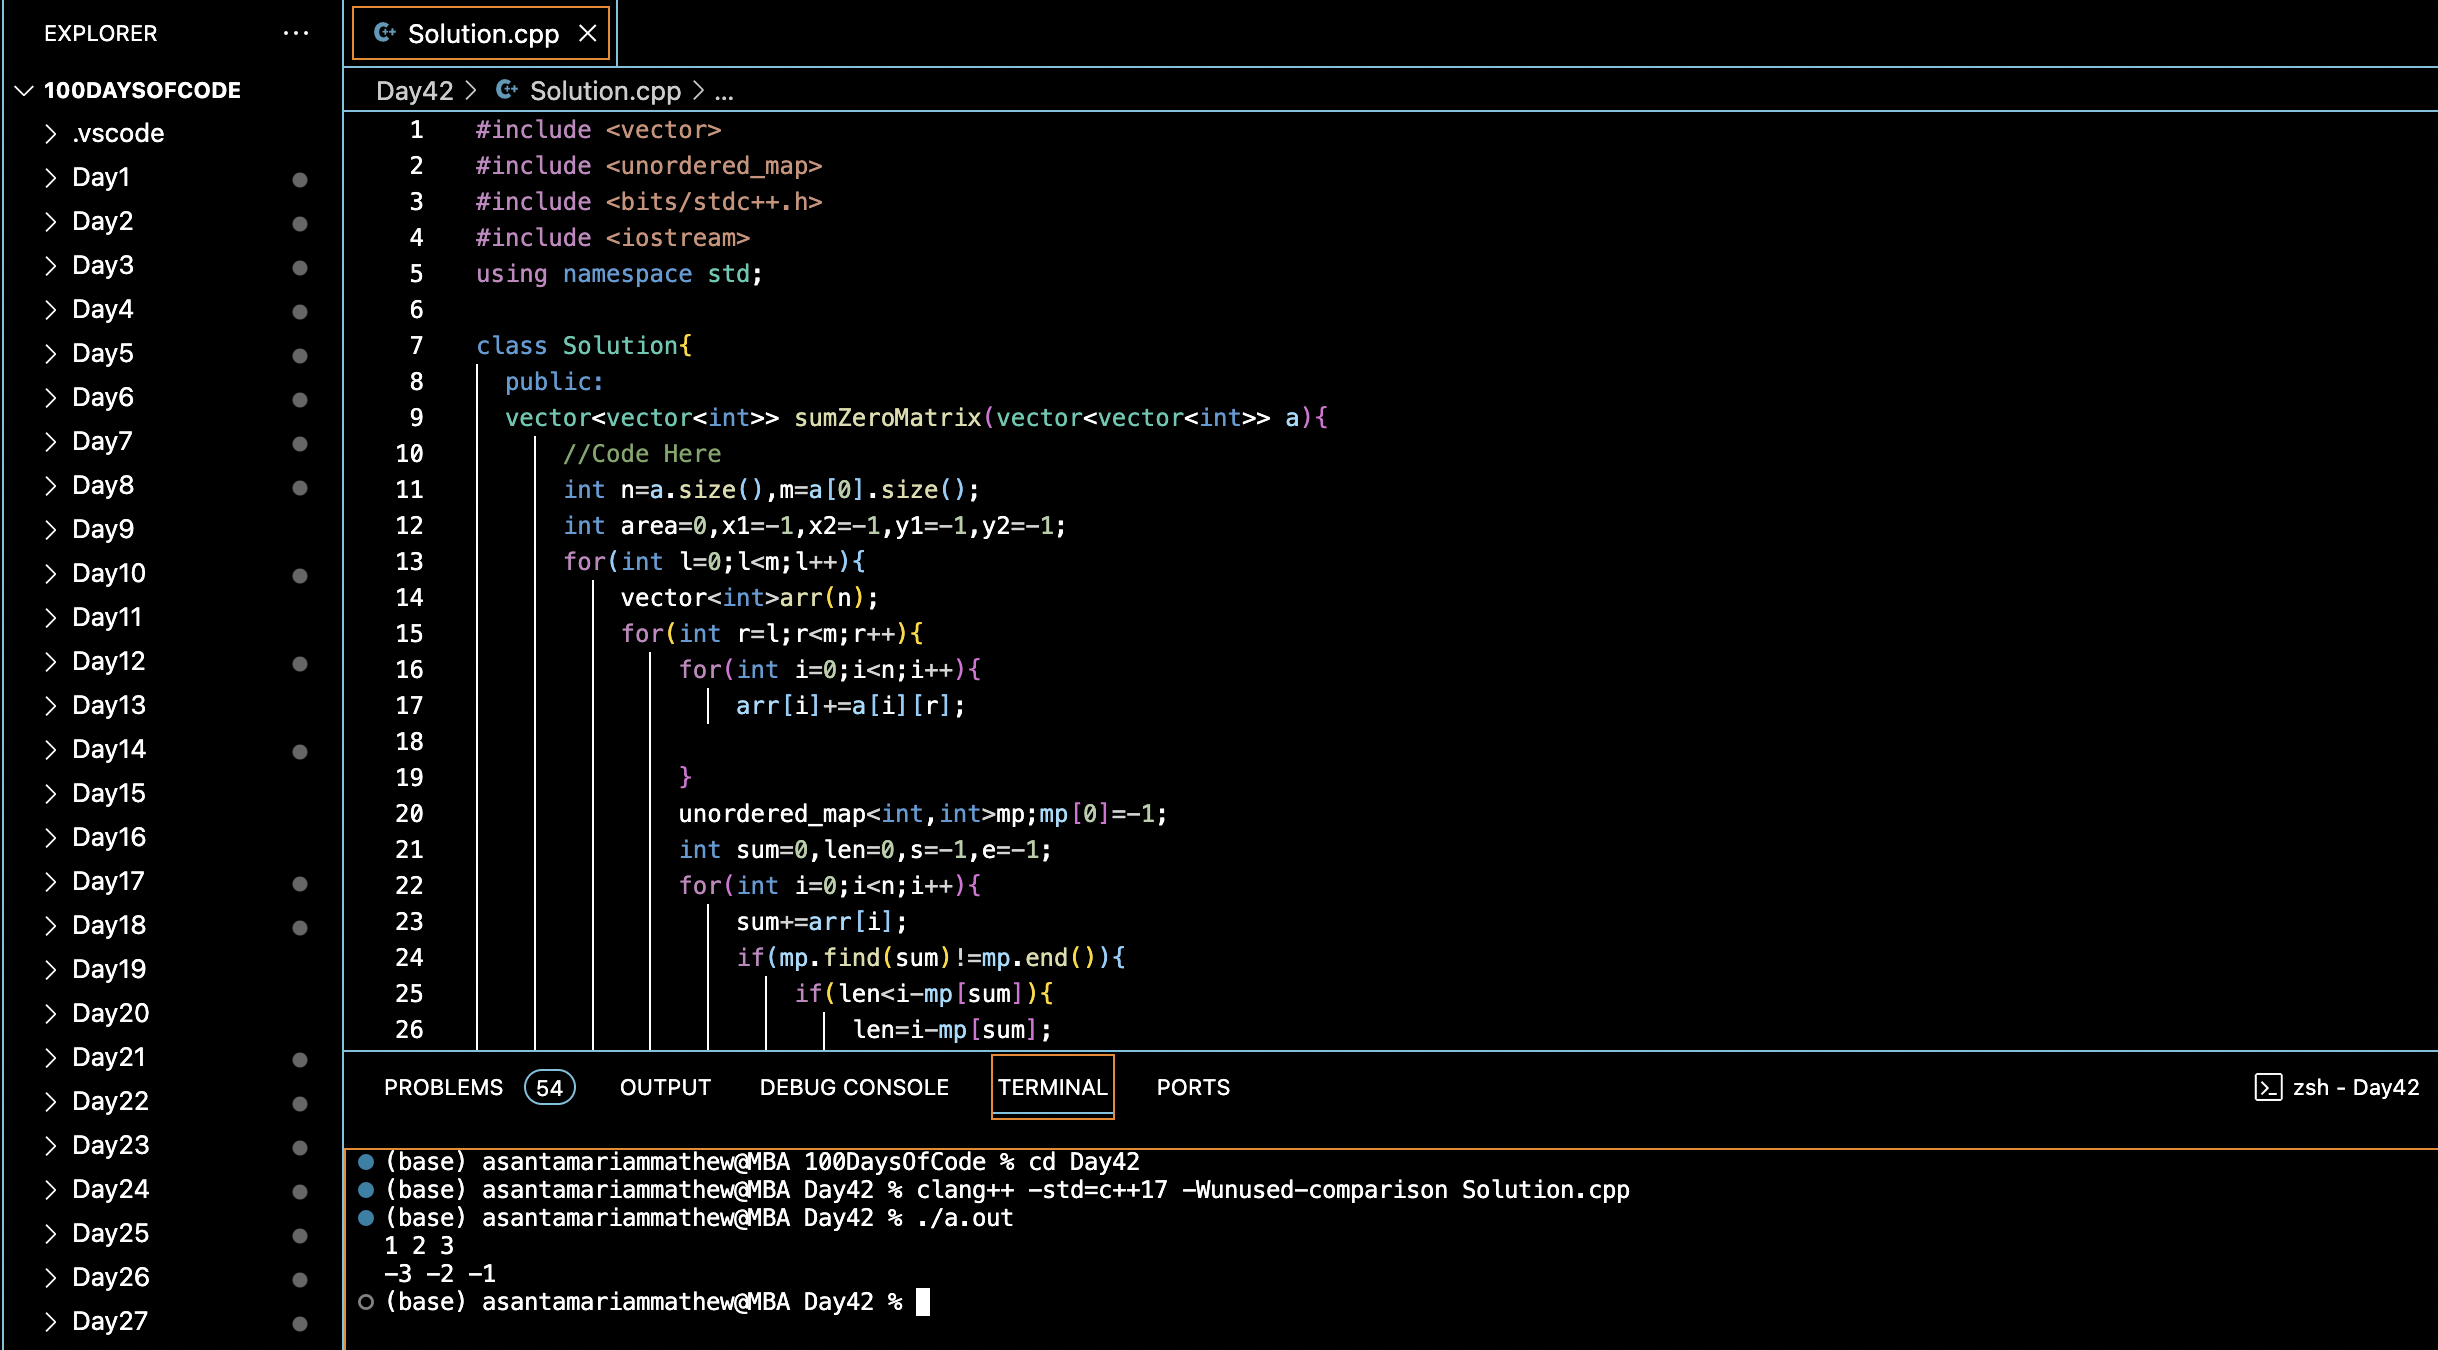 EXPLORER ...
100DAYSOFCODE
.vscode
Day1
Day2
Day3
Day4
Day5
Day6
Day7
Day8
Day9
Day10
Day11
Day12
Day13
Day14
Day15
Day16
Day17
Day18
Day19
Day20
Day21
Day22
Day23
Day24
Day25
Day26
Day27
Solution.cpp
Day42 > Solution.cpp > ...
1 #include <vector>
2 #include <unordered_map>
3 #include <bits/stdc++.h>
4 #include <iostream>
5 using namespace std;
6
7 class Solution{
8 public:
9 vector<vector<int>> sumZeroMatrix(vector<vector<int>> a){
10 //Code Here
11 int n=a.size(),m=a[0].size();
12 int area=0,x1=-1,x2=-1,y1=-1,y2=-1;
13 for(int l=0;l<m;l++){
14 vector<int>arr(n);
15 for(int r=l;r<m;r++){
16 for(int i=0;i<n;i++){
17 arr[i]+=a[i][r];
18
19 }
20 unordered_map<int,int>mp;mp[0]=-1;
21 int sum=0,len=0,s=-1,e=-1;
22 for(int i=0;i<n;i++){
23 sum+=arr[i];
24 if(mp.find(sum)!=mp.end()){
25 if(len<i-mp[sum]){
26 len=i-mp[sum];
PROBLEMS 54 OUTPUT DEBUG CONSOLE TERMINAL PORTS zsh - Day42
(base) asantamariammathew@MBA 100DaysOfCode % cd Day42
(base) asantamariammathew@MBA Day42 % clang++ -std=c++17 -Wunused-comparison Solution.cpp
(base) asantamariammathew@MBA Day42 % ./a.out
1 2 3
-3 -2 -1
(base) asantamariammathew@MBA Day42 %